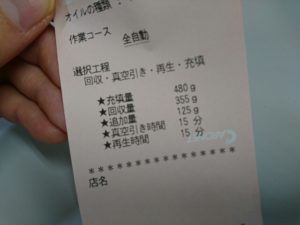 オイルの種類 :
作業コース 全自動
選択工程
回収・真空引き・再生・充填
★充填量 480 g
★回収量 355 g
★追加量 125 g
★真空引き時間 15 分
★再生時間 15 分
********************
店名